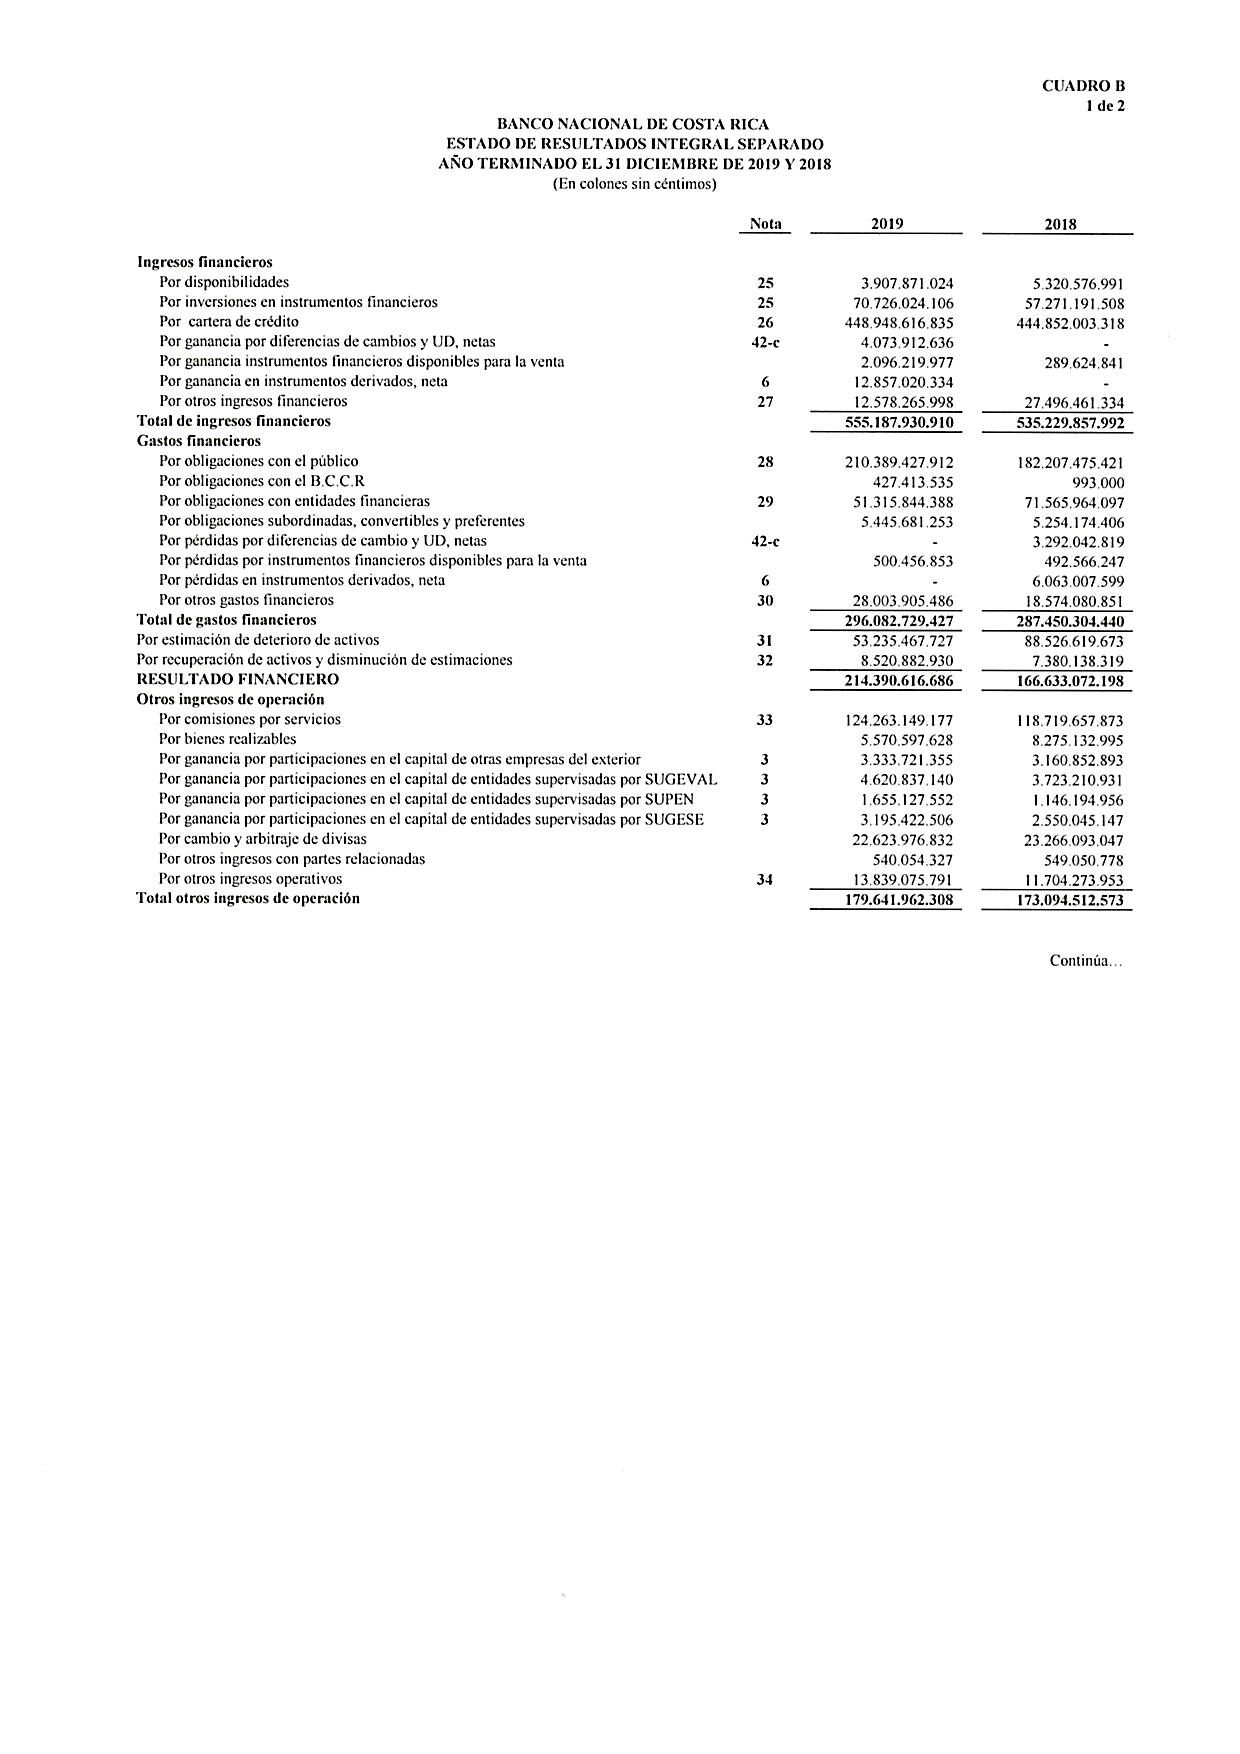 CUADRO B
1 de 2
BANCO NACIONAL DE COSTA RICA
ESTADO DE RESULTADOS INTEGRAL SEPARADO
AÑO TERMINADO EL 31 DICIEMBRE DE 2019 Y 2018
(En colones sin céntimos)
Nota 2019 2018
Ingresos financieros
Por disponibilidades 25 3.907.871.024 5.320.576.991
Por inversiones en instrumentos financieros 25 70.726.024.106 57.271.191.508
Por cartera de crédito 26 448.948.616.835 444.852.003.318
Por ganancia por diferencias de cambios y UD, netas 42-c 4.073.912.636 -
Por ganancia instrumentos financieros disponibles para la venta 2.096.219.977 289.624.841
Por ganancia en instrumentos derivados, neta 6 12.857.020.334 -
Por otros ingresos financieros 27 12.578.265.998 27.496.461.334
Total de ingresos financieros 555.187.930.910 535.229.857.992
Gastos financieros
Por obligaciones con el público 28 210.389.427.912 182.207.475.421
Por obligaciones con el B.C.C.R 427.413.535 993.000
Por obligaciones con entidades financieras 29 51.315.844.388 71.565.964.097
Por obligaciones subordinadas, convertibles y preferentes 5.445.681.253 5.254.174.406
Por pérdidas por diferencias de cambio y UD, netas 42-c - 3.292.042.819
Por pérdidas por instrumentos financieros disponibles para la venta 500.456.853 492.566.247
Por pérdidas en instrumentos derivados, neta 6 - 6.063.007.599
Por otros gastos financieros 30 28.003.905.486 18.574.080.851
Total de gastos financieros 296.082.729.427 287.450.304.440
Por estimación de deterioro de activos 31 53.235.467.727 88.526.619.673
Por recuperación de activos y disminución de estimaciones 32 8.520.882.930 7.380.138.319
RESULTADO FINANCIERO 214.390.616.686 166.633.072.198
Otros ingresos de operación
Por comisiones por servicios 33 124.263.149.177 118.719.657.873
Por bienes realizables 5.570.597.628 8.275.132.995
Por ganancia por participaciones en el capital de otras empresas del exterior 3 3.333.721.355 3.160.852.893
Por ganancia por participaciones en el capital de entidades supervisadas por SUGEVAL 3 4.620.837.140 3.723.210.931
Por ganancia por participaciones en el capital de entidades supervisadas por SUPEN 3 1.655.127.552 1.146.194.956
Por ganancia por participaciones en el capital de entidades supervisadas por SUGESE 3 3.195.422.506 2.550.045.147
Por cambio y arbitraje de divisas 22.623.976.832 23.266.093.047
Por otros ingresos con partes relacionadas 540.054.327 549.050.778
Por otros ingresos operativos 34 13.839.075.791 11.704.273.953
Total otros ingresos de operación 179.641.962.308 173.094.512.573
Continúa...